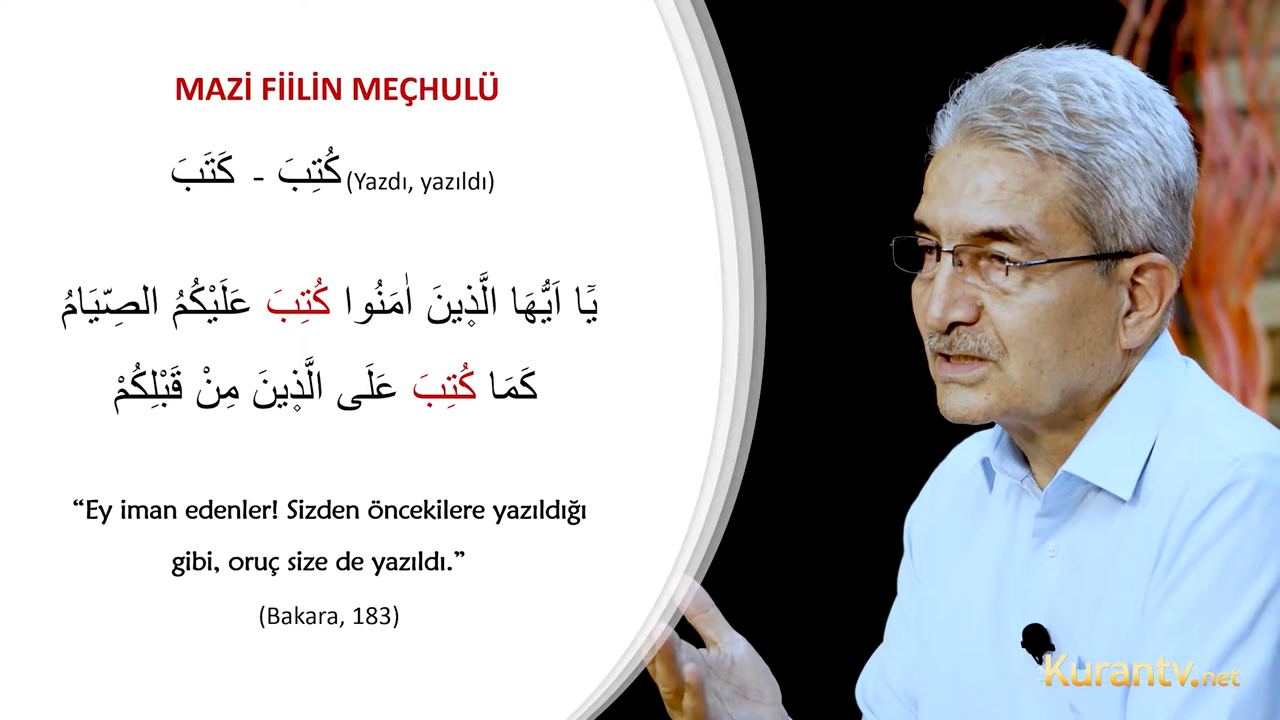 MAZİ FİİLİN MEÇHULÜ
كَتَبَ - كُتِبَ (Yazdı, yazıldı)
يَٓا اَيُّهَا الَّذ۪ينَ اٰمَنُوا كُتِبَ عَلَيْكُمُ الصِّيَامُ
كَمَا كُتِبَ عَلَى الَّذ۪ينَ مِنْ قَبْلِكُمْ
“Ey iman edenler! Sizden öncekilere yazıldığı
gibi, oruç size de yazıldı.”
(Bakara, 183)
Kurantv.net